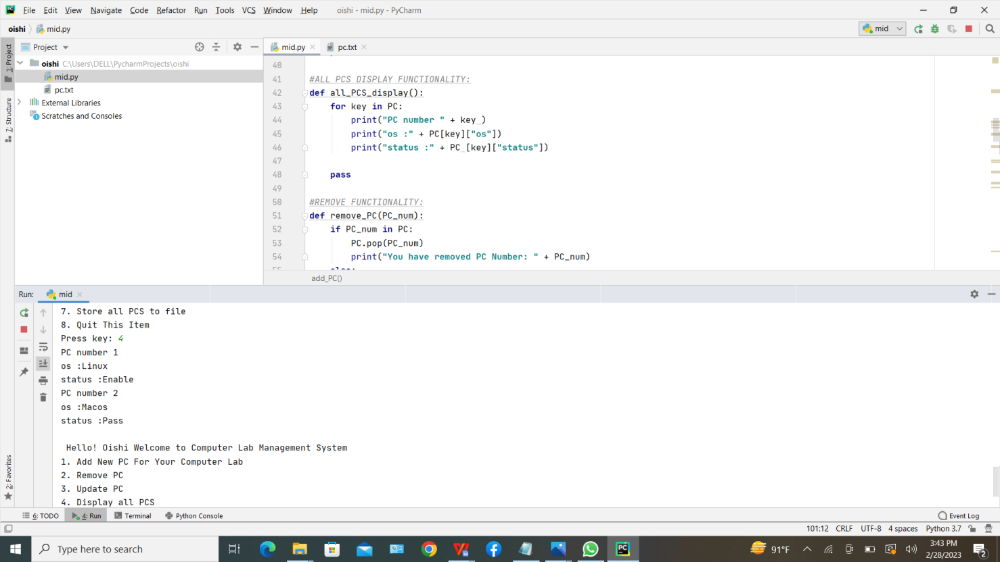 File Edit View Navigate Code Refactor Run Tools VCS Window Help oishi - mid.py - PyCharm
oishi mid.py
mid
Project
mid.py
pc.txt
oishi C:\Users\DELL\PycharmProjects\oishi
mid.py
pc.txt
External Libraries
Scratches and Consoles
1: Project
7: Structure
2: Favorites
40
41 #ALL PCS DISPLAY FUNCTIONALITY:
42 def all_PCS_display():
43 for key in PC:
44 print("PC number " + key )
45 print("os :" + PC[key]["os"])
46 print("status :" + PC [key]["status"])
47
48 pass
49
50 #REMOVE FUNCTIONALITY:
51 def remove_PC(PC_num):
52 if PC_num in PC:
53 PC.pop(PC_num)
54 print("You have removed PC Number: " + PC_num)
55 else:
add_PC()
Run: mid
7. Store all PCS to file
8. Quit This Item
Press key: 4
PC number 1
os :Linux
status :Enable
PC number 2
os :Macos
status :Pass
Hello! Oishi Welcome to Computer Lab Management System
1. Add New PC For Your Computer Lab
2. Remove PC
3. Update PC
4. Display all PCS
6: TODO 4: Run Terminal Python Console Event Log
101:12 CRLF UTF-8 4 spaces Python 3.7
Type here to search
91°F
3:43 PM
2/28/2023
2